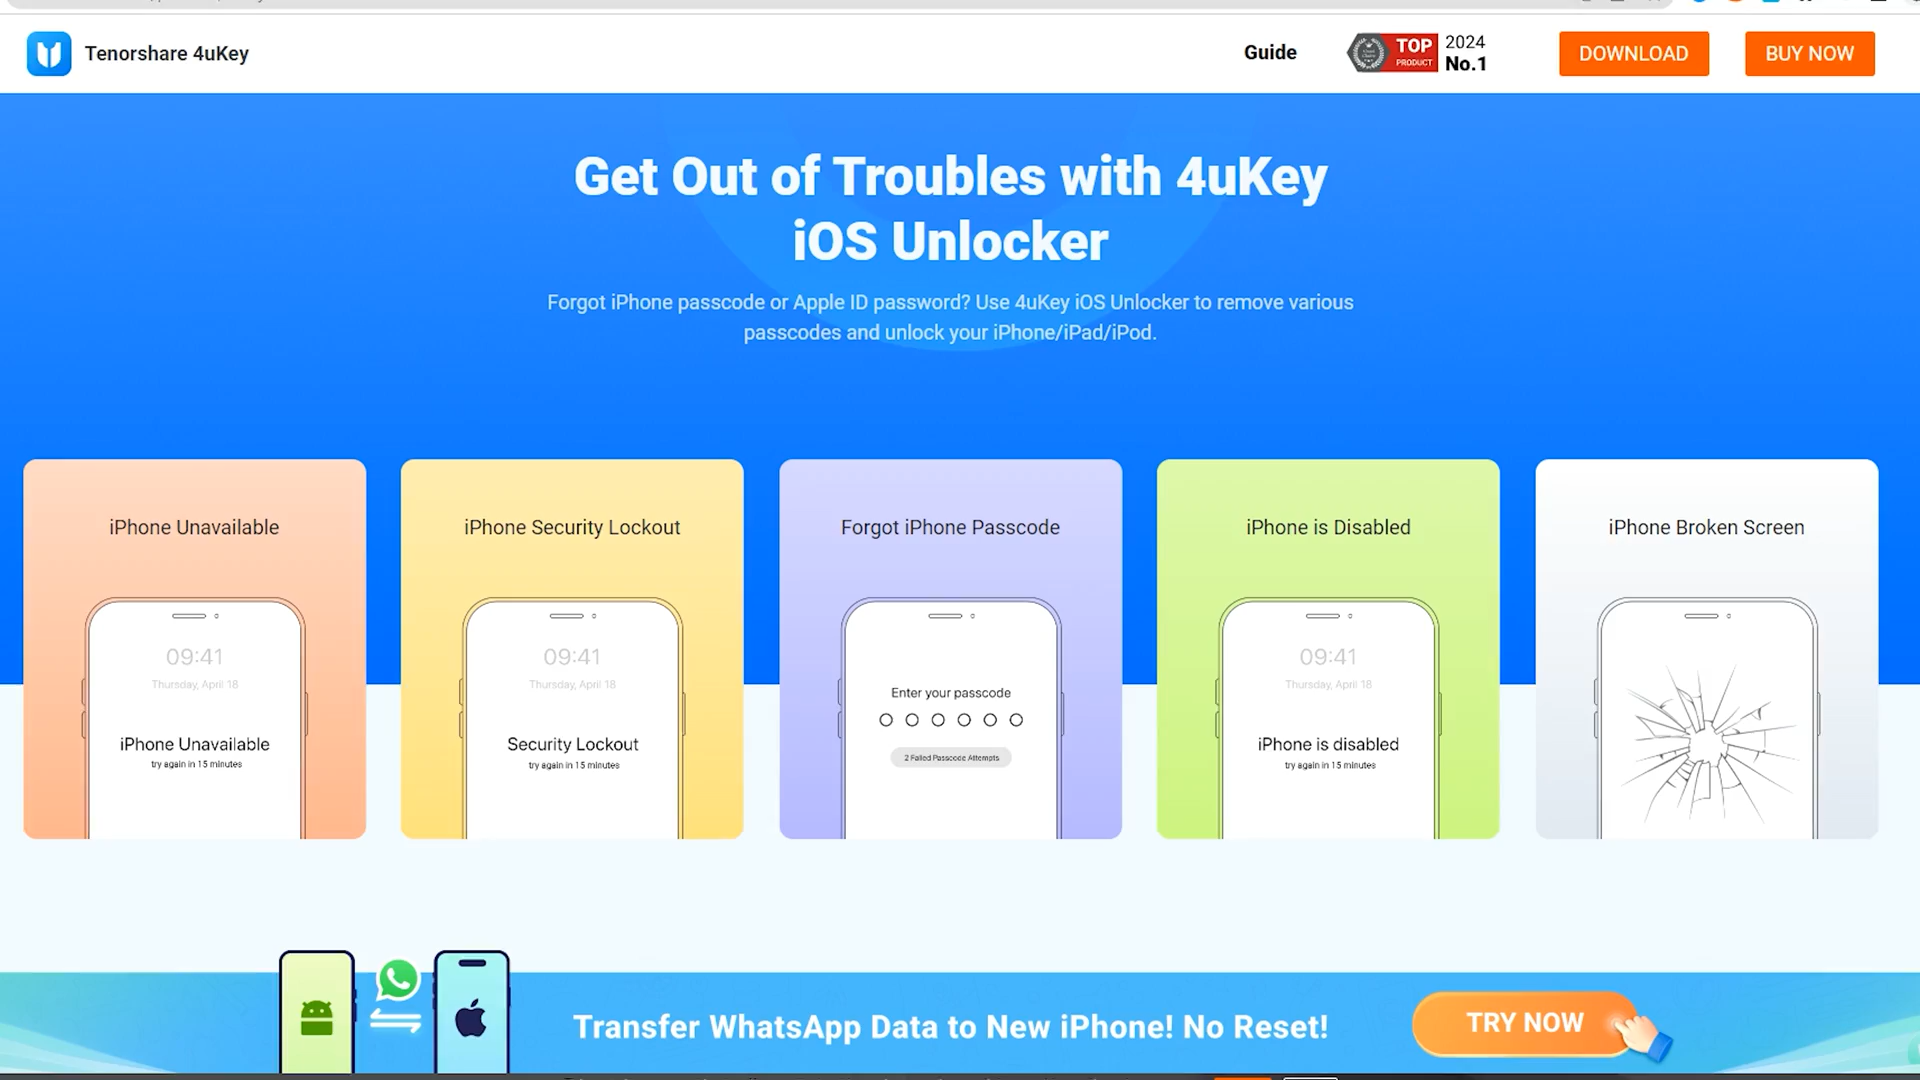 Tenorshare 4uKey
Guide
TOP
PRODUCT
2024
No.1
DOWNLOAD
BUY NOW
Get Out of Troubles with 4uKey
iOS Unlocker
Forgot iPhone passcode or Apple ID password? Use 4uKey iOS Unlocker to remove various
passcodes and unlock your iPhone/iPad/iPod.
iPhone Unavailable
09:41
Thursday, April 18
iPhone Unavailable
try again in 15 minutes
iPhone Security Lockout
09:41
Thursday, April 18
Security Lockout
try again in 15 minutes
Forgot iPhone Passcode
Enter your passcode
2 Failed Passcode Attempts
iPhone is Disabled
09:41
Thursday, April 18
iPhone is disabled
try again in 15 minutes
iPhone Broken Screen
Transfer WhatsApp Data to New iPhone! No Reset!
TRY NOW